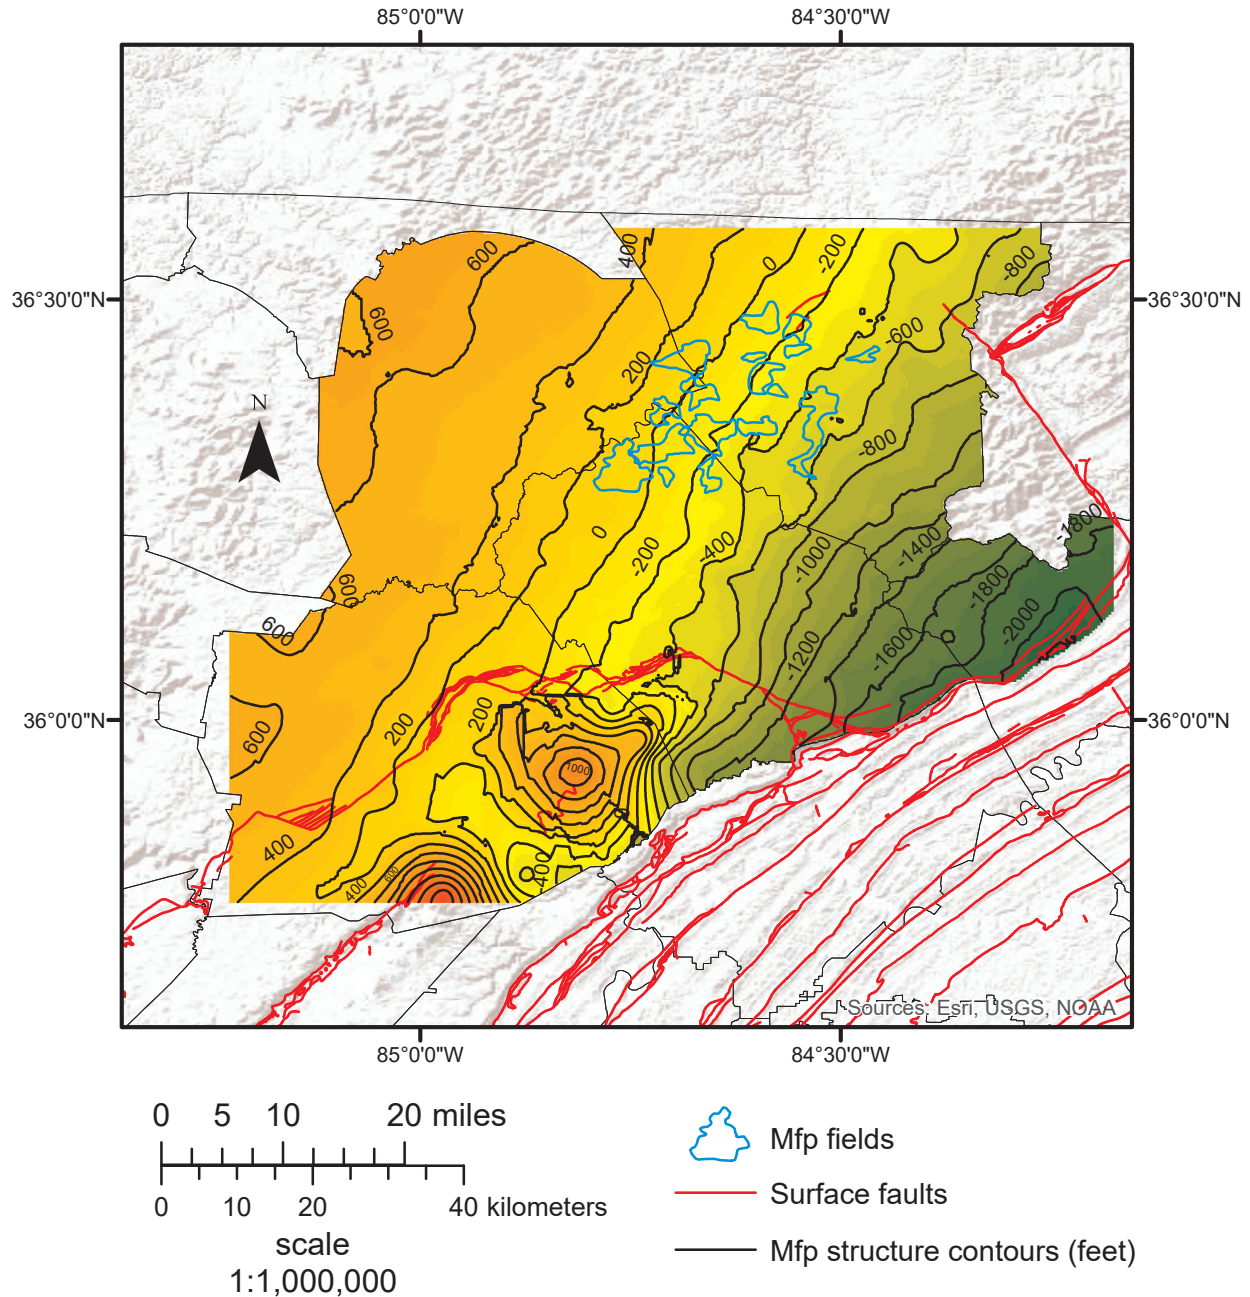 85°0'0"W 84°30'0"W
36°30'0"N 36°30'0"N
600
400
0
-200
-800
600
-600
200
-800
0
-200
-400
-1000
-1400
-1800
-1800
600
600
-1200
-1600
-2000
200
200
600
1000
400
400
600
-400
36°0'0"N 36°0'0"N
N
Sources: Esri, USGS, NOAA
85°0'0"W 84°30'0"W
0 5 10 20 miles
0 10 20 40 kilometers
scale
1:1,000,000
Mfp fields
Surface faults
Mfp structure contours (feet)